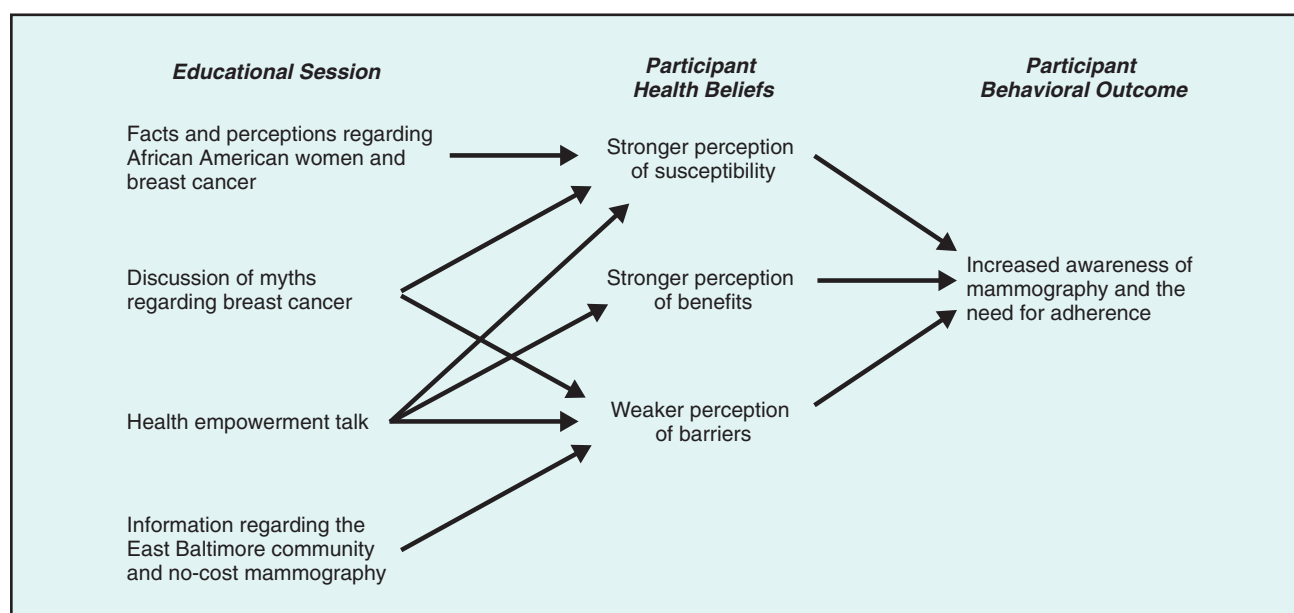 Educational Session
Participant
Health Beliefs
Participant
Behavioral Outcome
Facts and perceptions regarding
African American women and
breast cancer
Stronger perception
of susceptibility
Discussion of myths
regarding breast cancer
Stronger perception
of benefits
Increased awareness of
mammography and the
need for adherence
Health empowerment talk
Weaker perception
of barriers
Information regarding the
East Baltimore community
and no-cost mammography